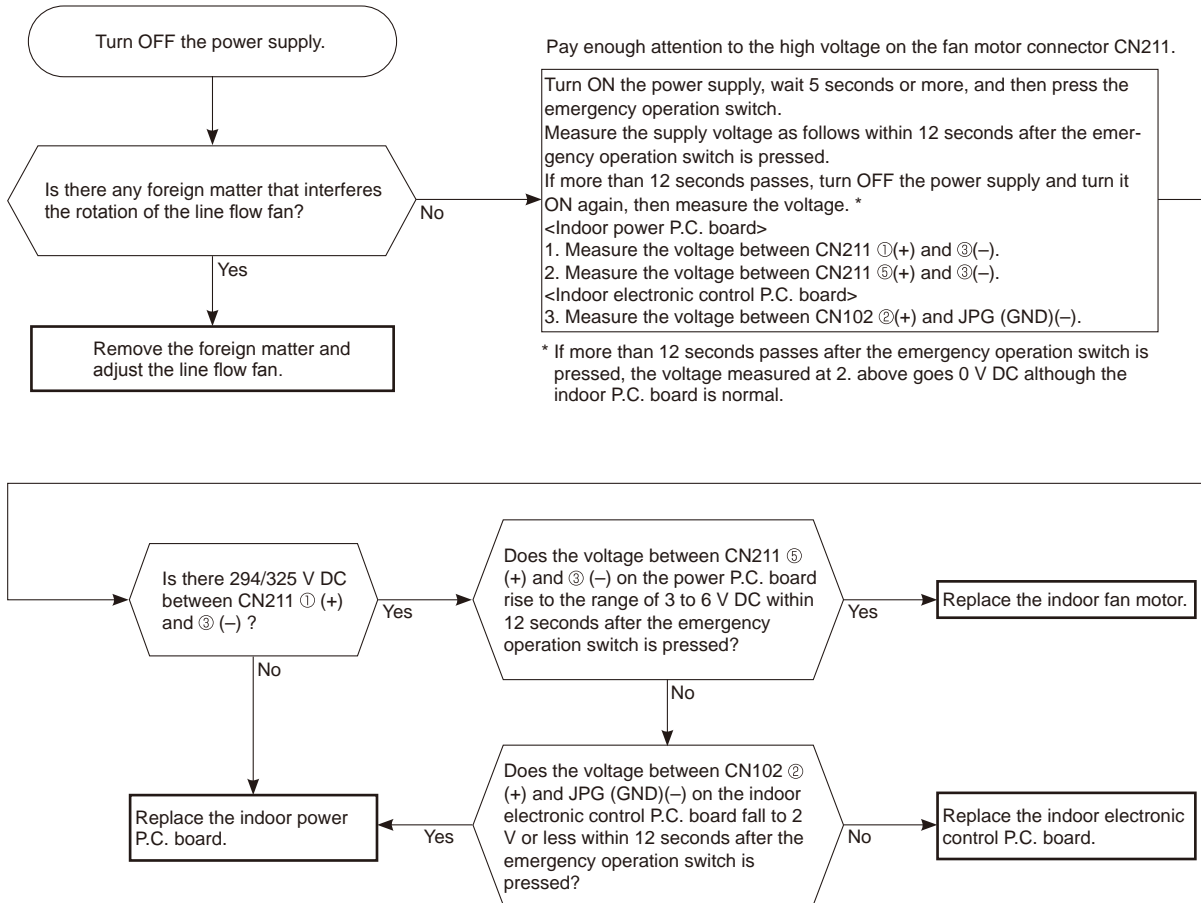 Turn OFF the power supply.
Is there any foreign matter that interferes
the rotation of the line flow fan?
No
Yes
Remove the foreign matter and
adjust the line flow fan.
Pay enough attention to the high voltage on the fan motor connector CN211.
Turn ON the power supply, wait 5 seconds or more, and then press the
emergency operation switch.
Measure the supply voltage as follows within 12 seconds after the emer-
gency operation switch is pressed.
If more than 12 seconds passes, turn OFF the power supply and turn it
ON again, then measure the voltage. *
<Indoor power P.C. board>
1. Measure the voltage between CN211 ①(+) and ③(–).
2. Measure the voltage between CN211 ⑤(+) and ③(–).
<Indoor electronic control P.C. board>
3. Measure the voltage between CN102 ②(+) and JPG (GND)(–).
* If more than 12 seconds passes after the emergency operation switch is
pressed, the voltage measured at 2. above goes 0 V DC although the
indoor P.C. board is normal.
Is there 294/325 V DC
between CN211 ① (+)
and ③ (–) ?
Yes
No
Does the voltage between CN211 ⑤
(+) and ③ (–) on the power P.C. board
rise to the range of 3 to 6 V DC within
12 seconds after the emergency
operation switch is pressed?
Yes
Replace the indoor fan motor.
No
Does the voltage between CN102 ②
(+) and JPG (GND)(–) on the indoor
electronic control P.C. board fall to 2
V or less within 12 seconds after the
emergency operation switch is
pressed?
Yes
Replace the indoor power
P.C. board.
No
Replace the indoor electronic
control P.C. board.